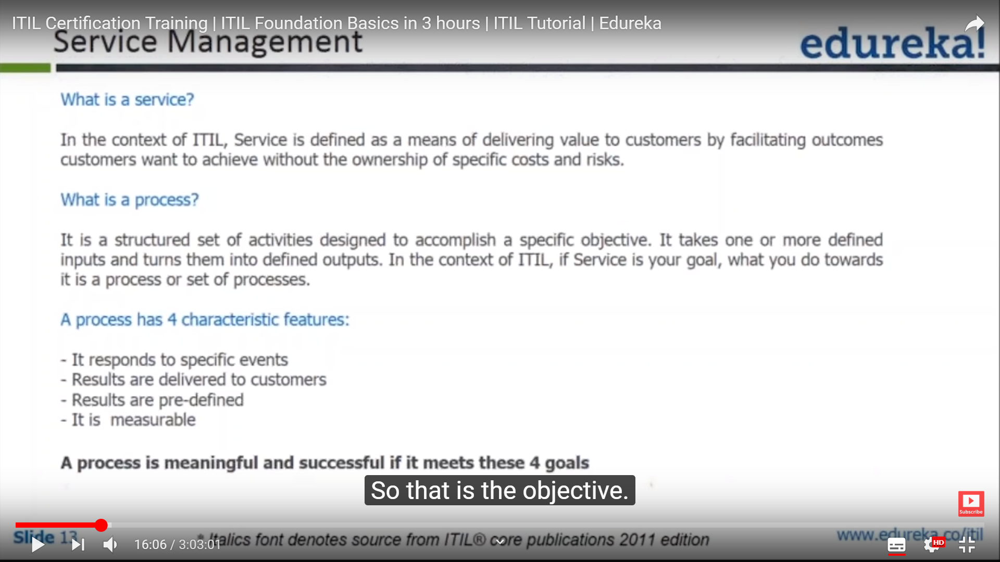 ITIL Certification Training | ITIL Foundation Basics in 3 hours | ITIL Tutorial | Edureka
Service Management
edureka!
What is a service?
In the context of ITIL, Service is defined as a means of delivering value to customers by facilitating outcomes
customers want to achieve without the ownership of specific costs and risks.
What is a process?
It is a structured set of activities designed to accomplish a specific objective. It takes one or more defined
inputs and turns them into defined outputs. In the context of ITIL, if Service is your goal, what you do towards
it is a process or set of processes.
A process has 4 characteristic features:
- It responds to specific events
- Results are delivered to customers
- Results are pre-defined
- It is  measurable
A process is meaningful and successful if it meets these 4 goals
So that is the objective.
Subscribe
Slide 13
* Italics font denotes source from ITIL® core publications 2011 edition
www.edureka.co/itil
16:06 / 3:03:01
HD